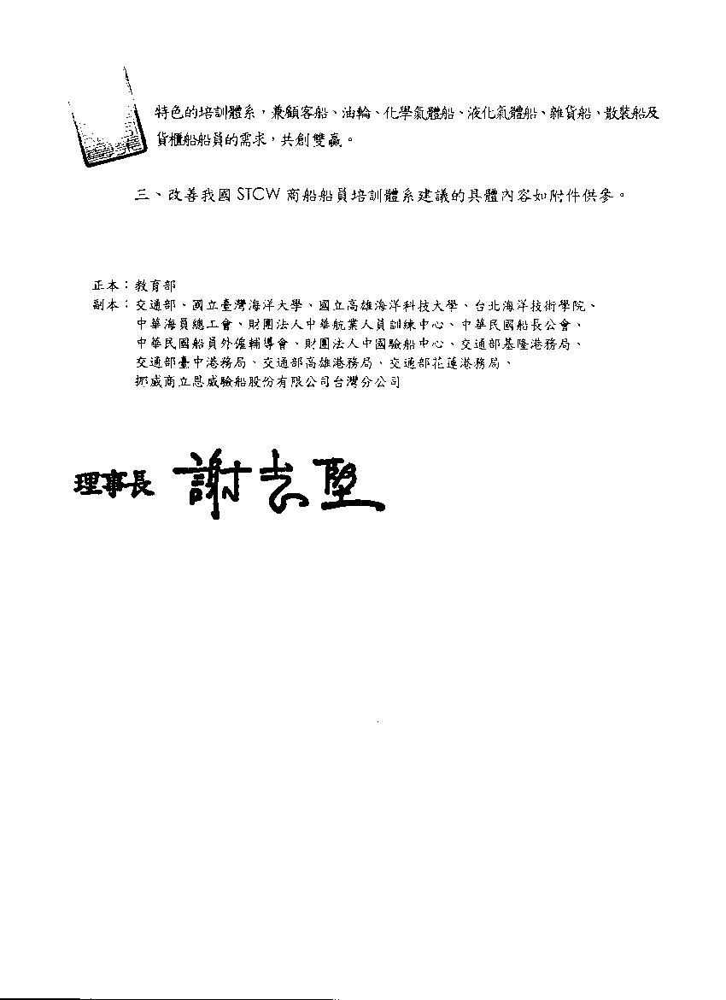 特色的培訓體系，兼顧客船、油輪、化學氣體船、液化氣體船、雜貨船、散裝船及
貨櫃船船員的需求，共創雙贏。
三、改善我國 STCW 商船船員培訓體系建議的具體內容如附件供參。
正本：教育部
副本：交通部、國立臺灣海洋大學、國立高雄海洋科技大學、台北海洋技術學院、
中華海員總工會、財團法人中華航業人員訓練中心、中華民國船長公會、
中華民國船員外僱輔導會、財團法人中國驗船中心、交通部基隆港務局、
交通部臺中港務局、交通部高雄港務局、交通部花蓮港務局、
挪威商立恩威驗船股份有限公司台灣分公司
理事長 謝志堅